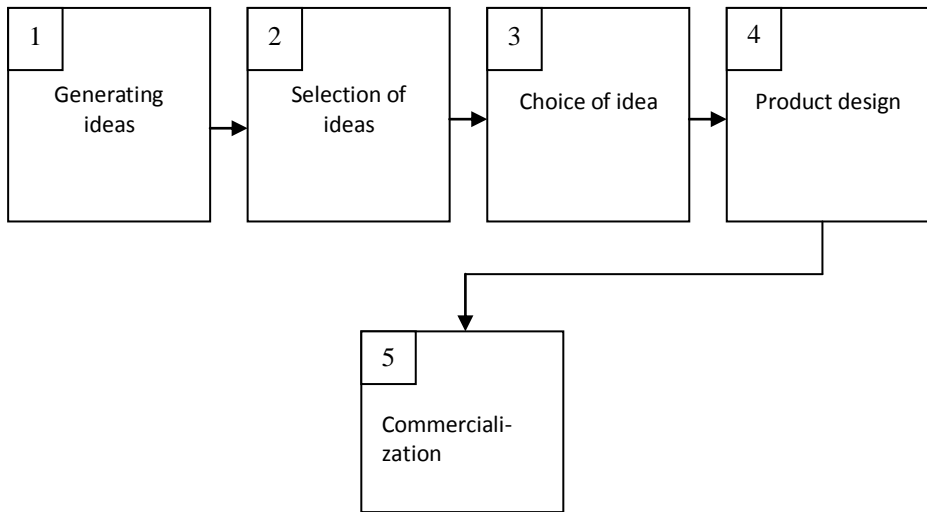 1
Generating
ideas
2
Selection of
ideas
3
Choice of idea
4
Product design
5
Commerciali-
zation